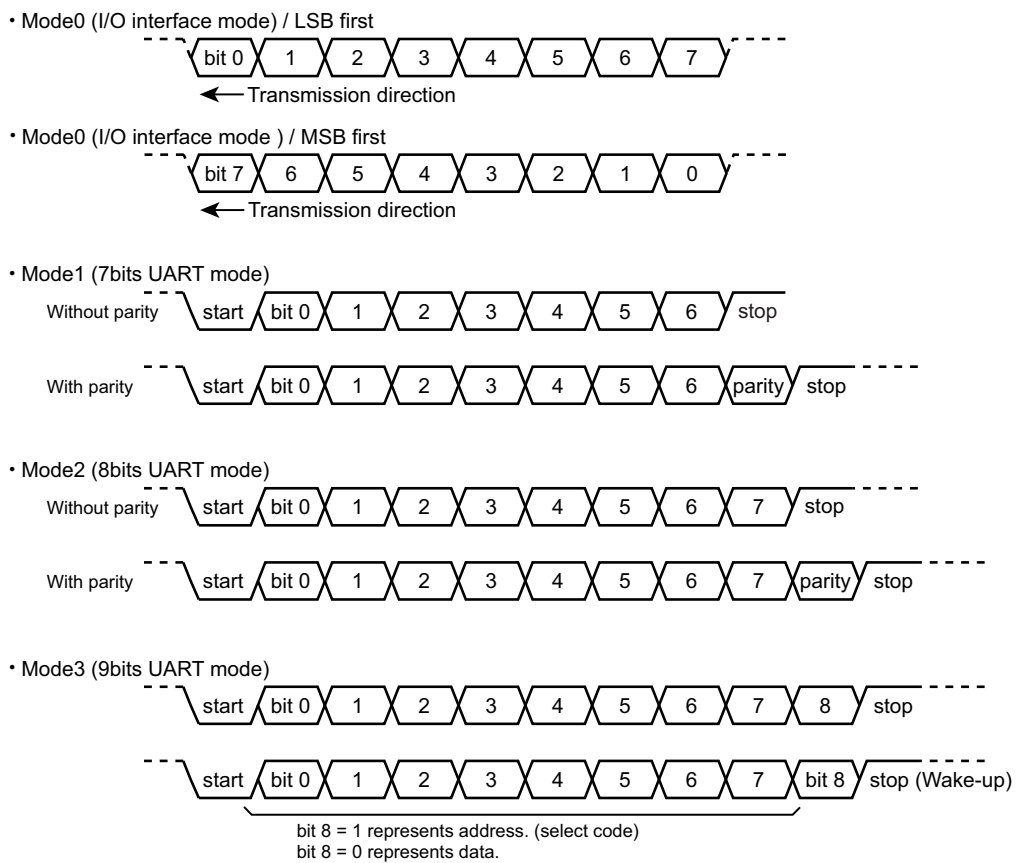 ・Mode0 (I/O interface mode) / LSB first
bit 0 1 2 3 4 5 6 7
Transmission direction
・Mode0 (I/O interface mode ) / MSB first
bit 7 6 5 4 3 2 1 0
Transmission direction
・Mode1 (7bits UART mode)
Without parity start bit 0 1 2 3 4 5 6 stop
With parity start bit 0 1 2 3 4 5 6 parity stop
・Mode2 (8bits UART mode)
Without parity start bit 0 1 2 3 4 5 6 7 stop
With parity start bit 0 1 2 3 4 5 6 7 parity stop
・Mode3 (9bits UART mode)
start bit 0 1 2 3 4 5 6 7 8 stop
start bit 0 1 2 3 4 5 6 7 bit 8 stop (Wake-up)
bit 8 = 1 represents address. (select code)
bit 8 = 0 represents data.